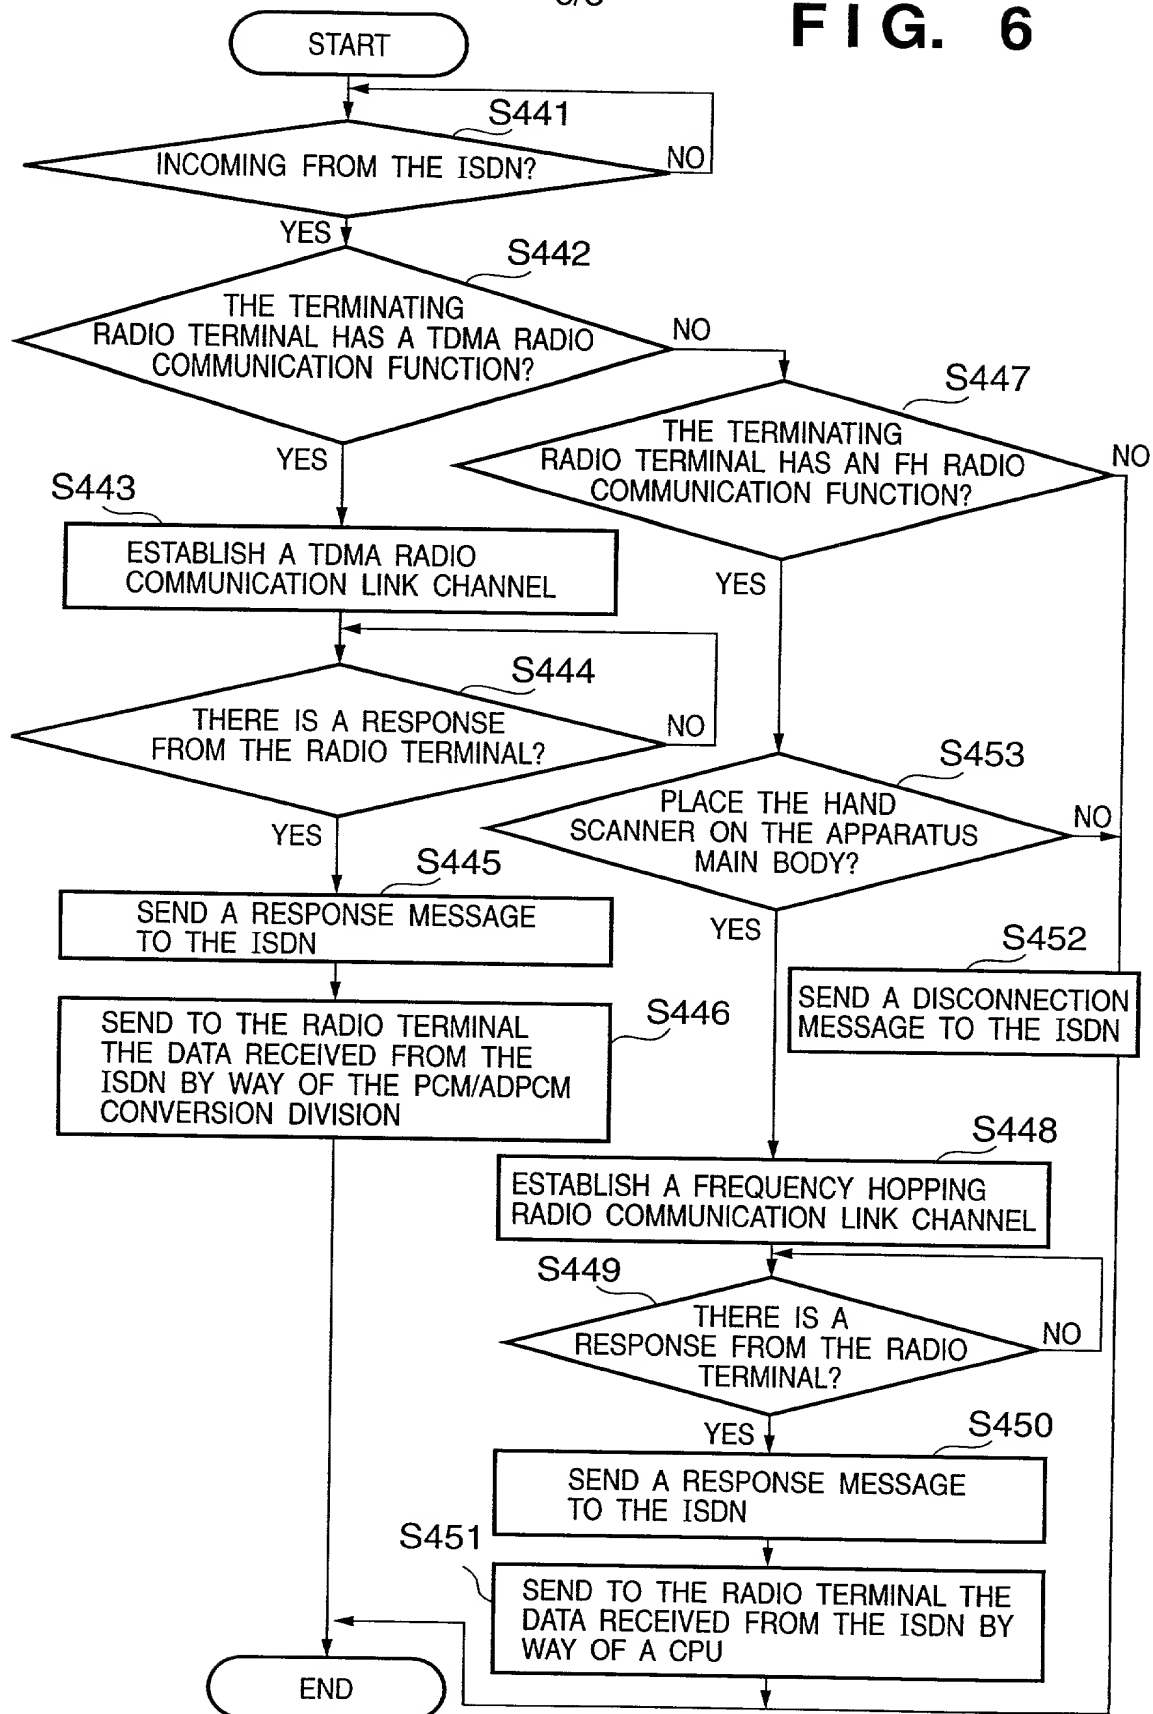 FIG. 6
START
S441
INCOMING FROM THE ISDN?
NO
YES
S442
THE TERMINATING
RADIO TERMINAL HAS A TDMA RADIO
COMMUNICATION FUNCTION?
NO
YES
S447
THE TERMINATING
RADIO TERMINAL HAS AN FH RADIO
COMMUNICATION FUNCTION?
NO
YES
S443
ESTABLISH A TDMA RADIO
COMMUNICATION LINK CHANNEL
S444
THERE IS A RESPONSE
FROM THE RADIO TERMINAL?
NO
YES
S453
PLACE THE HAND
SCANNER ON THE APPARATUS
MAIN BODY?
NO
YES
S445
SEND A RESPONSE MESSAGE
TO THE ISDN
S452
SEND A DISCONNECTION
MESSAGE TO THE ISDN
S446
SEND TO THE RADIO TERMINAL
THE DATA RECEIVED FROM THE
ISDN BY WAY OF THE PCM/ADPCM
CONVERSION DIVISION
S448
ESTABLISH A FREQUENCY HOPPING
RADIO COMMUNICATION LINK CHANNEL
S449
THERE IS A
RESPONSE FROM THE RADIO
TERMINAL?
NO
YES
S450
SEND A RESPONSE MESSAGE
TO THE ISDN
S451
SEND TO THE RADIO TERMINAL THE
DATA RECEIVED FROM THE ISDN BY
WAY OF A CPU
END